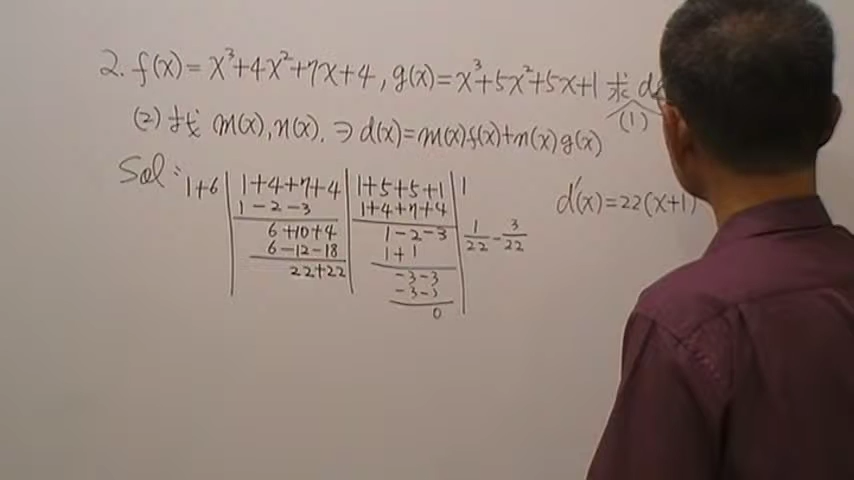 2. f(x)= x³+4x²+7x+4, g(x)= x³+5x²+5x+1 求 d
(1)
(2) 找 m(x), n(x). ⇒ d(x)=m(x)f(x)+n(x)g(x)
Sol:
1+6 | 1+4+7+4 | 1+5+5+1 | 1
1-2-3 | 1+4+7+4
6+10+4 | 1-2-3 | 1/22 - 3/22
6-12-18 | 1+1
22+22 | -3-3
-3-3
0
d'(x)=22(x+1)